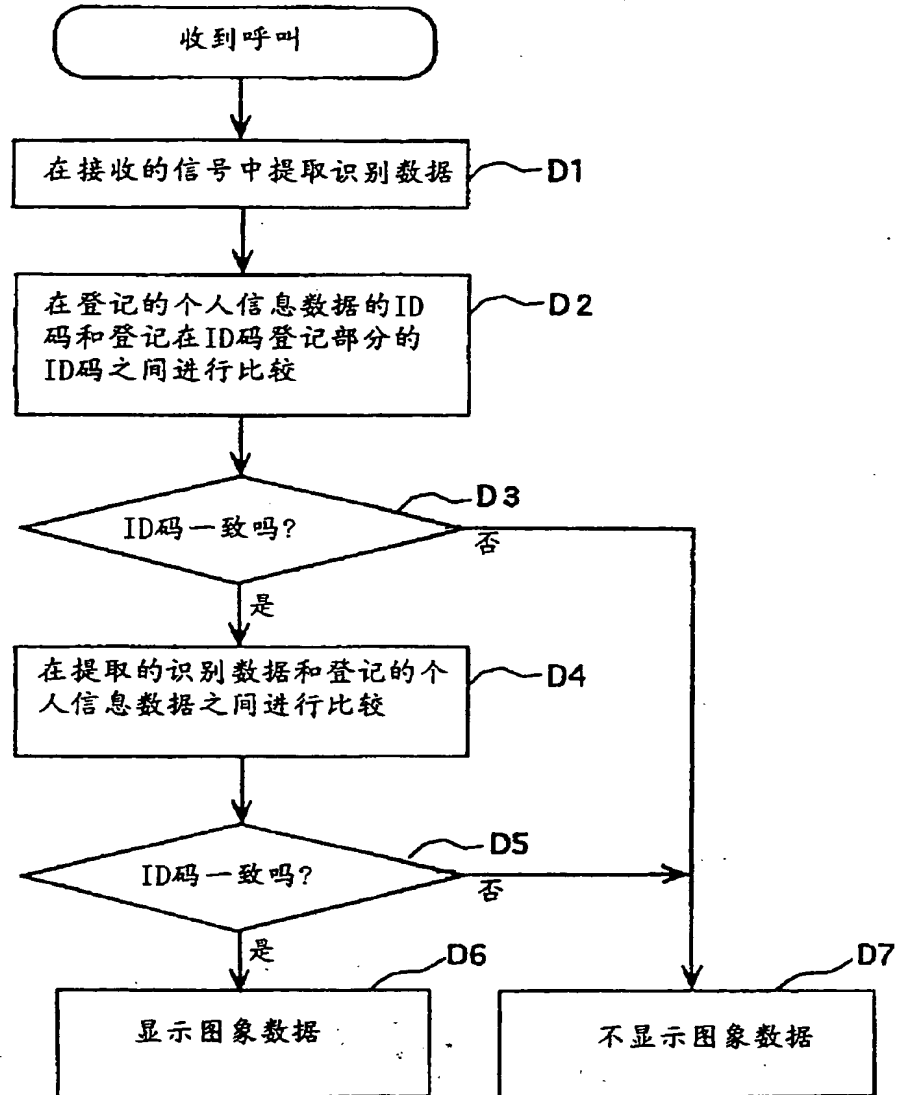 收到呼叫
在接收的信号中提取识别数据
D1
在登记的个人信息数据的ID
码和登记在ID码登记部分的
ID码之间进行比较
D2
ID码一致吗?
D3
否
是
在提取的识别数据和登记的个
人信息数据之间进行比较
D4
ID码一致吗?
D5
否
是
显示图象数据
D6
不显示图象数据
D7